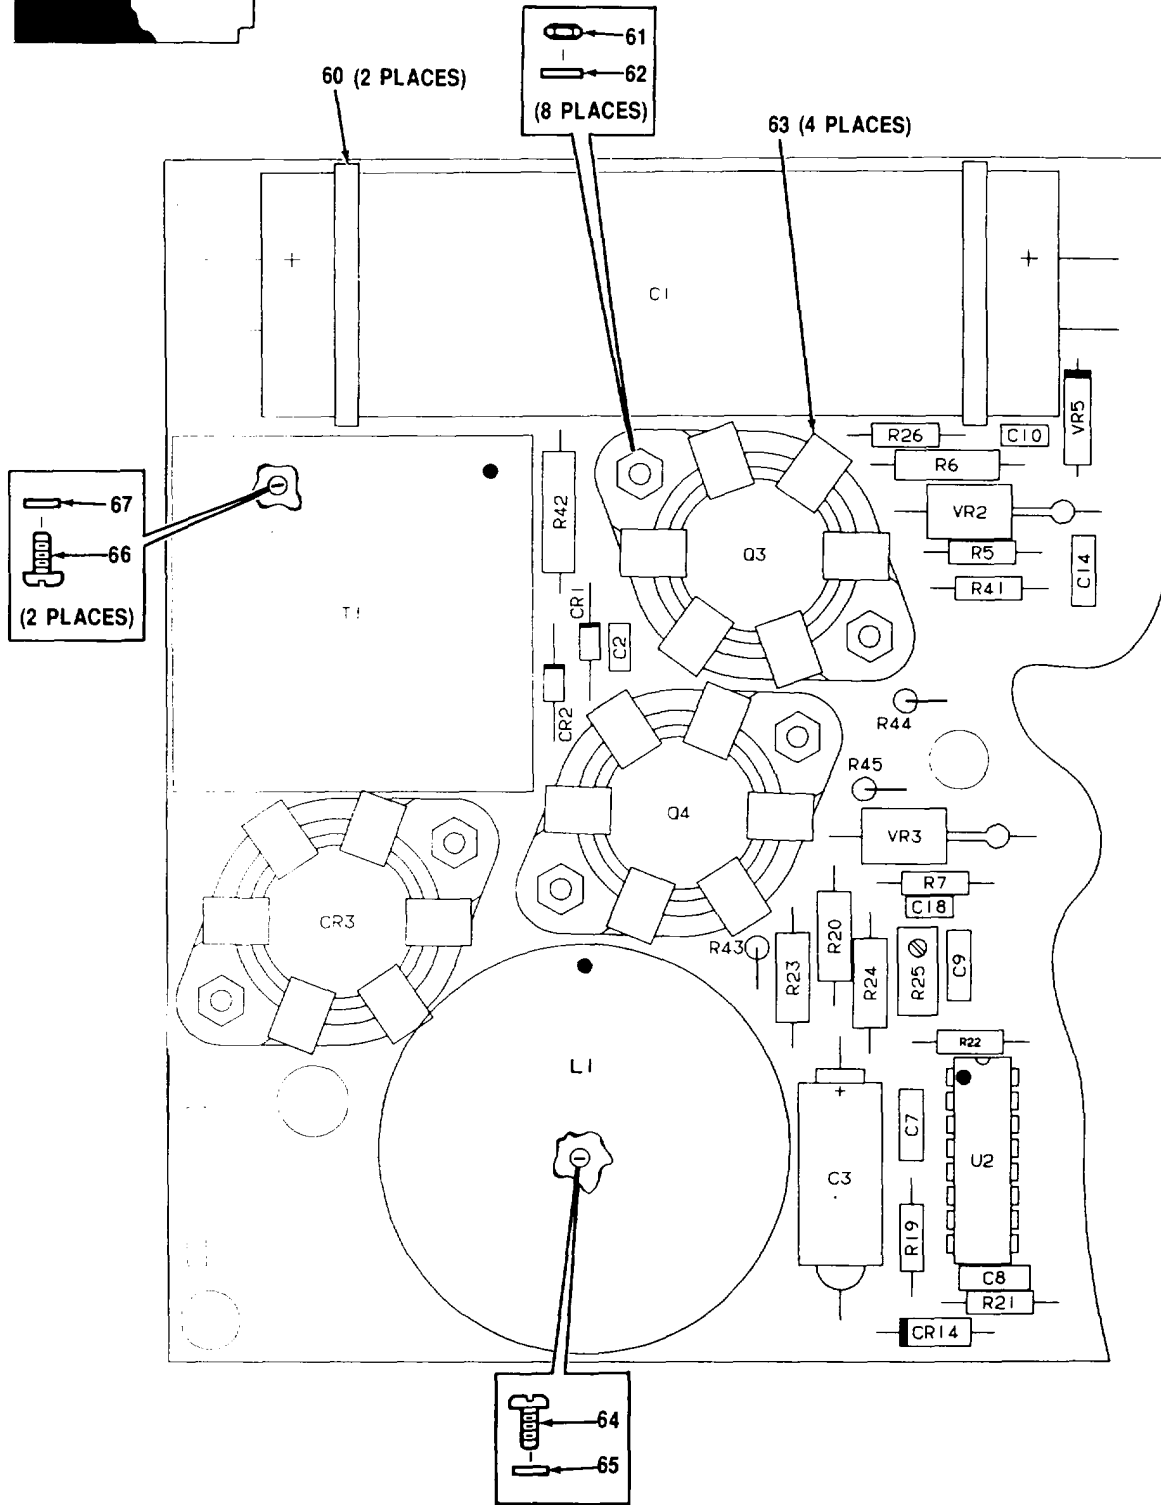 61
62
(8 PLACES)
60 (2 PLACES)
63 (4 PLACES)
+
+
C1
VR5
R26
C10
R6
67
66
(2 PLACES)
R42
VR2
Q3
R5
C14
R41
T1
CR1
C2
CR2
R44
R45
Q4
VR3
R7
C18
CR3
R43
R20
R23
R24
R25
C9
R22
L1
+
C7
U2
C3
R19
C8
R21
CR14
64
65